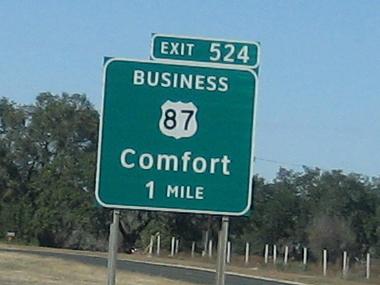 EXIT 524
BUSINESS
87
Comfort
1 MILE